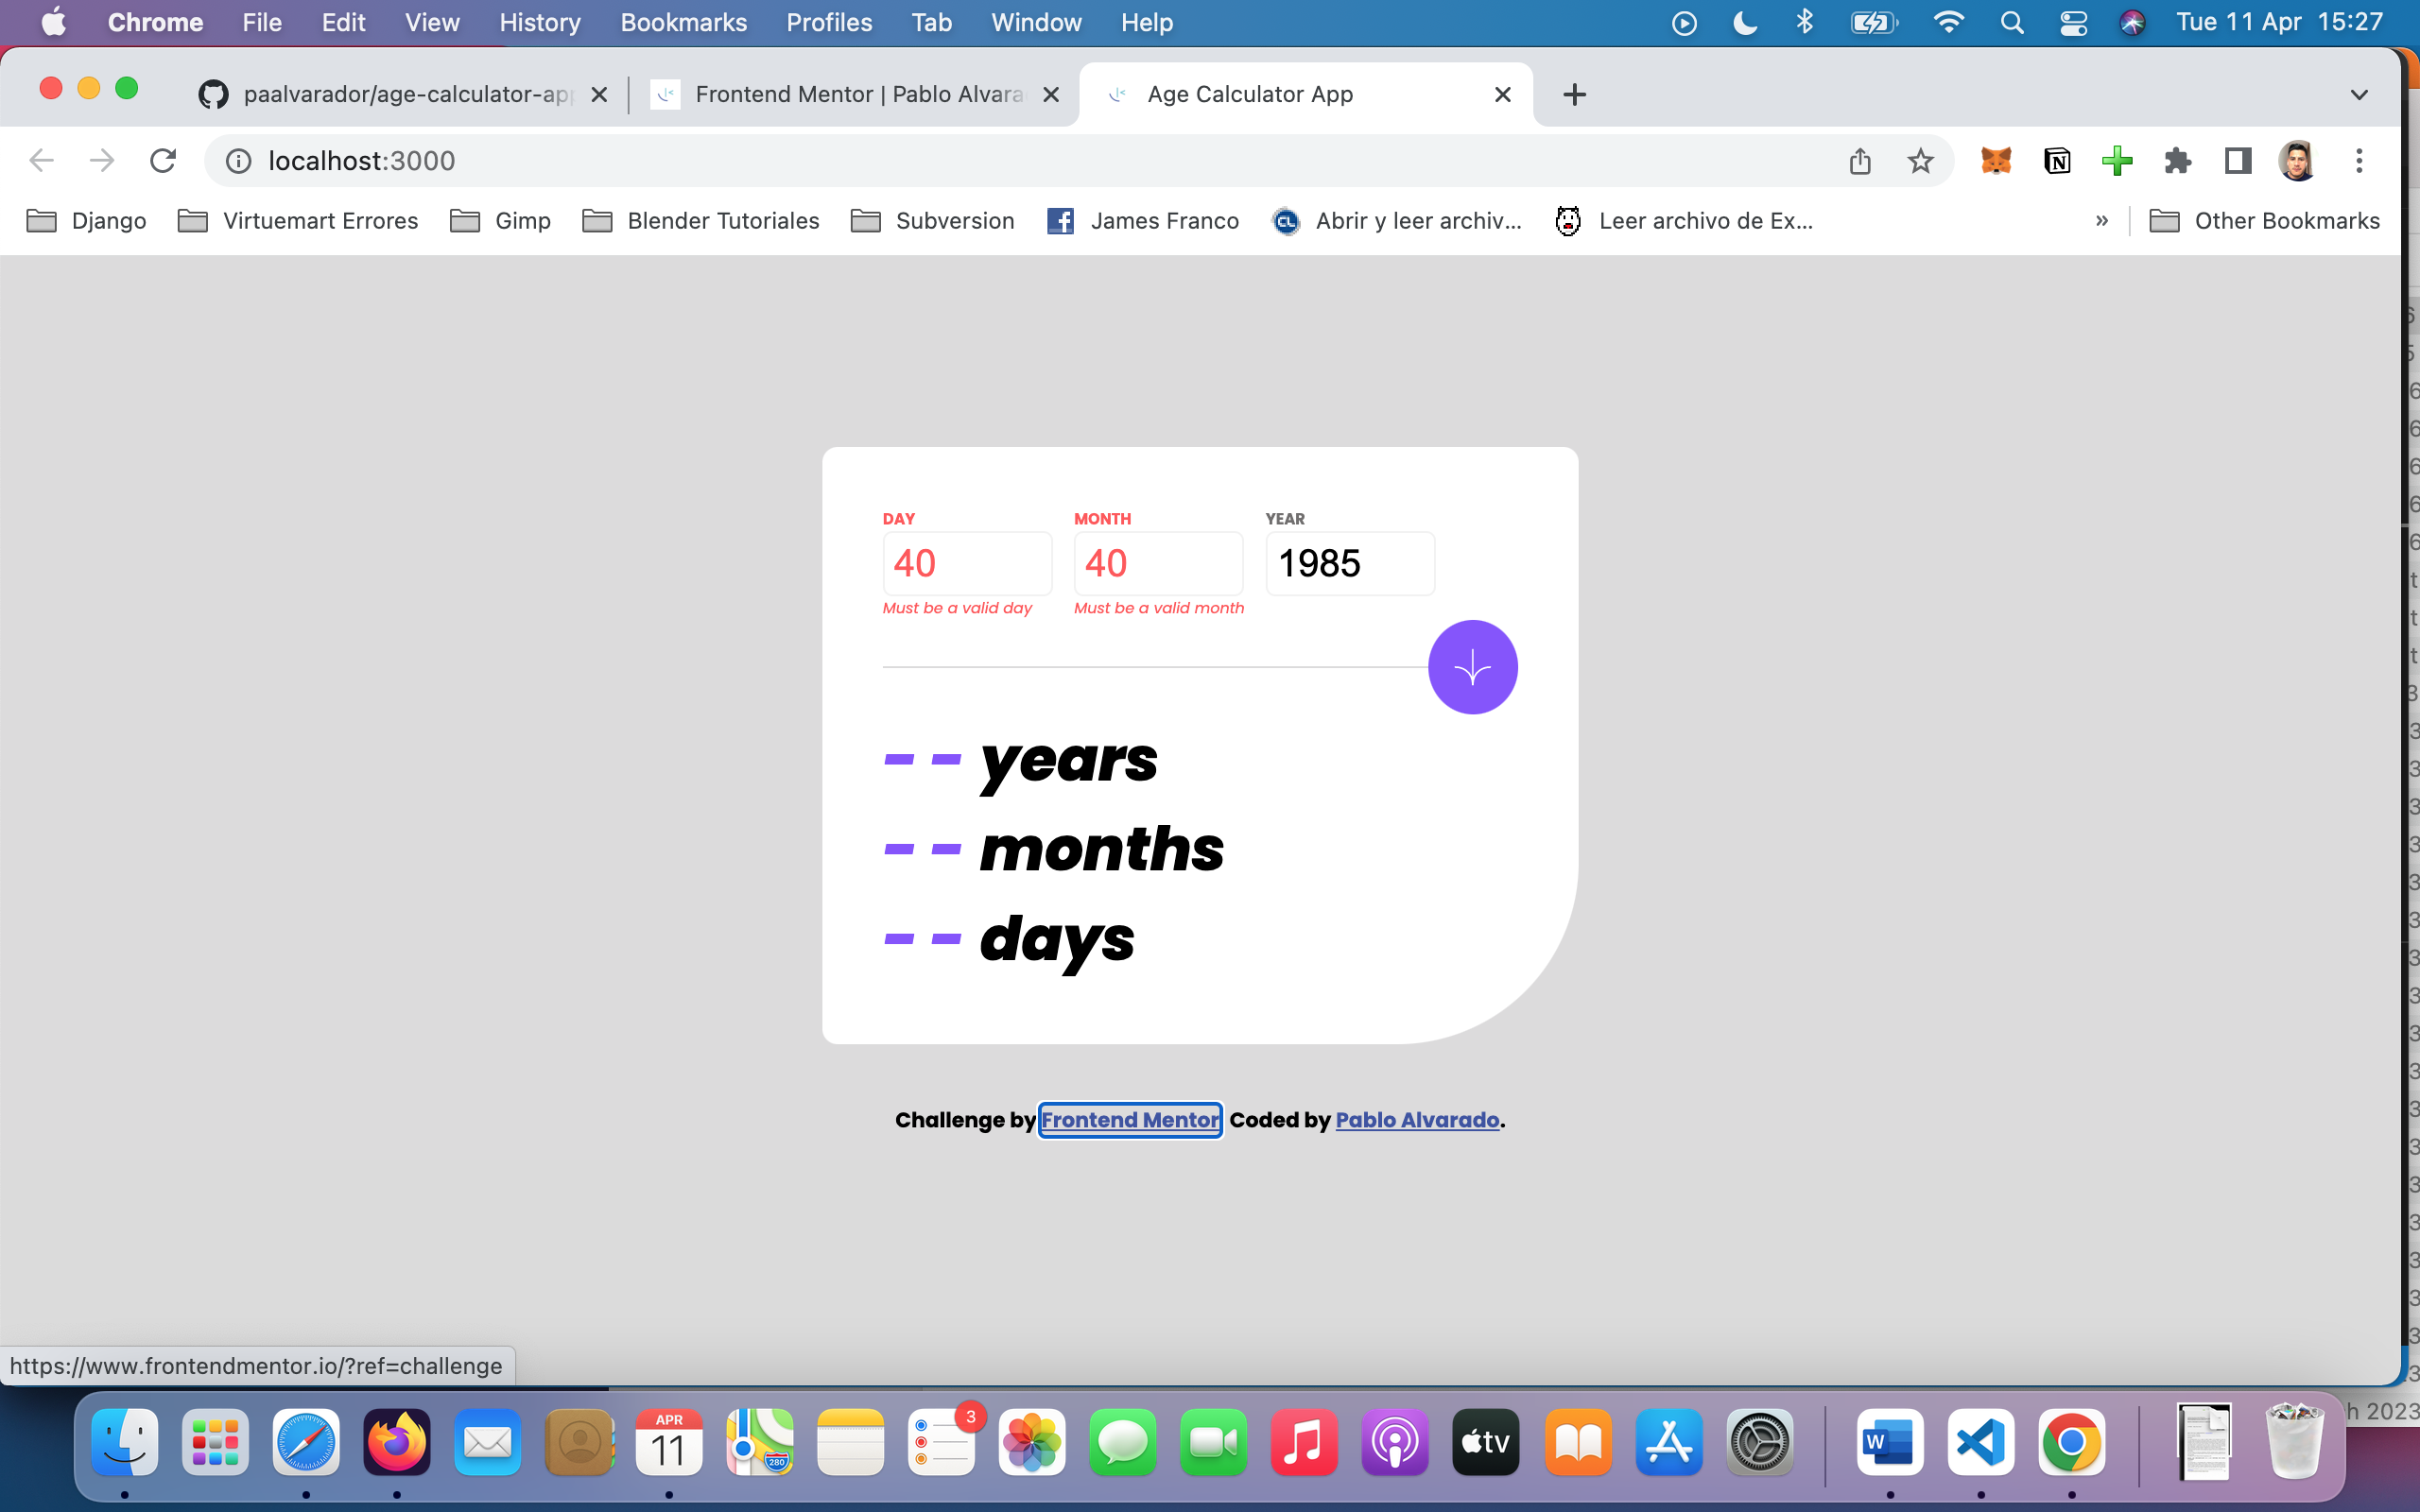 Chrome File Edit View History Bookmarks Profiles Tab Window Help Tue 11 Apr 15:27
paalvarador/age-calculator-app Frontend Mentor | Pablo Alvara Age Calculator App
localhost:3000
Django Virtuemart Errores Gimp Blender Tutoriales Subversion James Franco Abrir y leer archiv... Leer archivo de Ex... » Other Bookmarks
DAY MONTH YEAR
40 40 1985
Must be a valid day Must be a valid month
-- years
-- months
-- days
Challenge by Frontend Mentor. Coded by Pablo Alvarado.
https://www.frontendmentor.io/?ref=challenge
APR
11
280
3
tv
W
h 2023